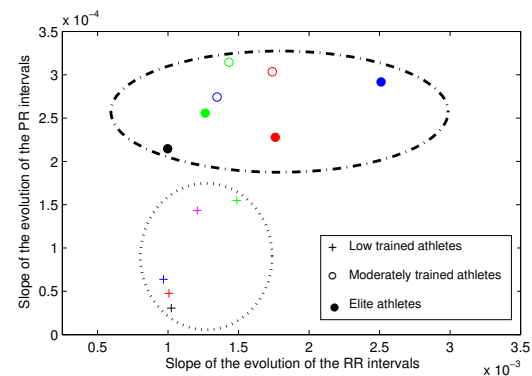 x 10⁻⁴
3.5
3
2.5
2
1.5
1
0.5
0
Slope of the evolution of the PR intervals
Low trained athletes
Moderately trained athletes
Elite athletes
0.5 1 1.5 2 2.5 3 3.5
Slope of the evolution of the RR intervals
x 10⁻³